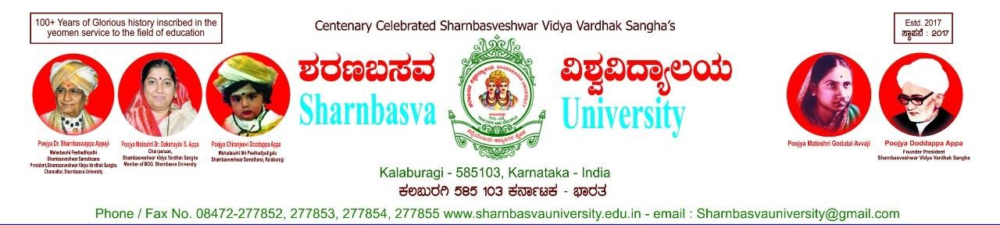 100+ Years of Glorious history inscribed in the
yeomen service to the field of education
Centenary Celebrated Sharnbasveshwar Vidya Vardhak Sangha's
Estd. 2017
ಸ್ಥಾಪನೆ : 2017
ಶರಣಬಸವ ವಿಶ್ವವಿದ್ಯಾಲಯ
Sharnbasva University
SHARNBASVA UNIVERSITY
TEACHER AND DISCIPLE
Poojya Dr. Sharnbaswappa Appaji
Mahadasohi Peethadhipathi
Sharnbasveshwar Samsthana
President,Sharnbasveshwar Vidya Vardhak Sangha
Chancellor, Sharnbasva University
Poojya Matoshri Dr. Dakshayini S. Appa
Chairperson,
Sharnbasveshwar Vidya Vardhak Sangha
Member of BOG Sharnbasva University
Poojya Chiranjeevi Doddappa Appa
Mahadasohi 9th Peethadipatigalu
Sharnbasveshwar Samsthana, Kalaburagi
Poojya Matoshri Godutai Avvaji
Poojya Doddappa Appa
Founder President
Sharnbasveshwar Vidya Vardhak Sangha
Kalaburagi - 585103, Karnataka - India
ಕಲಬುರಗಿ 585 103 ಕರ್ನಾಟಕ - ಭಾರತ
Phone / Fax No. 08472-277852, 277853, 277854, 277855 www.sharnbasvauniversity.edu.in - email : Sharnbasvauniversity@gmail.com